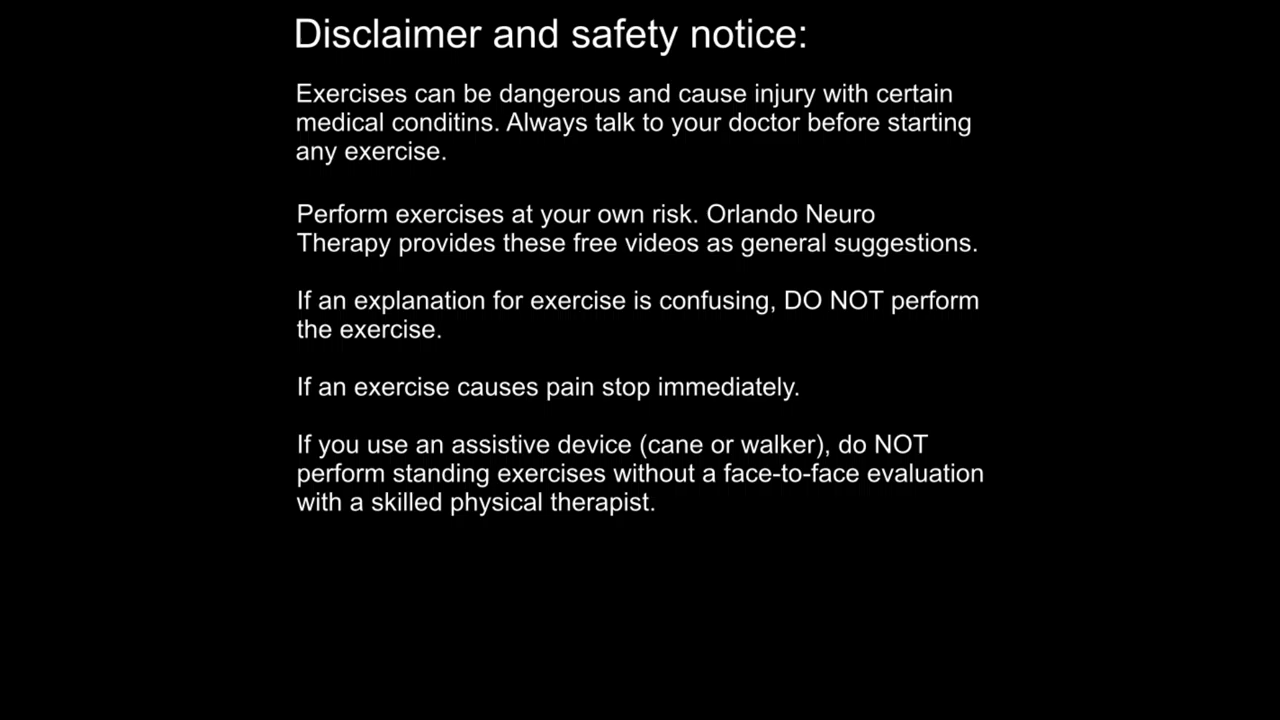 Disclaimer and safety notice:
Exercises can be dangerous and cause injury with certain
medical conditins. Always talk to your doctor before starting
any exercise.
Perform exercises at your own risk. Orlando Neuro
Therapy provides these free videos as general suggestions.
If an explanation for exercise is confusing, DO NOT perform
the exercise.
If an exercise causes pain stop immediately.
If you use an assistive device (cane or walker), do NOT
perform standing exercises without a face-to-face evaluation
with a skilled physical therapist.